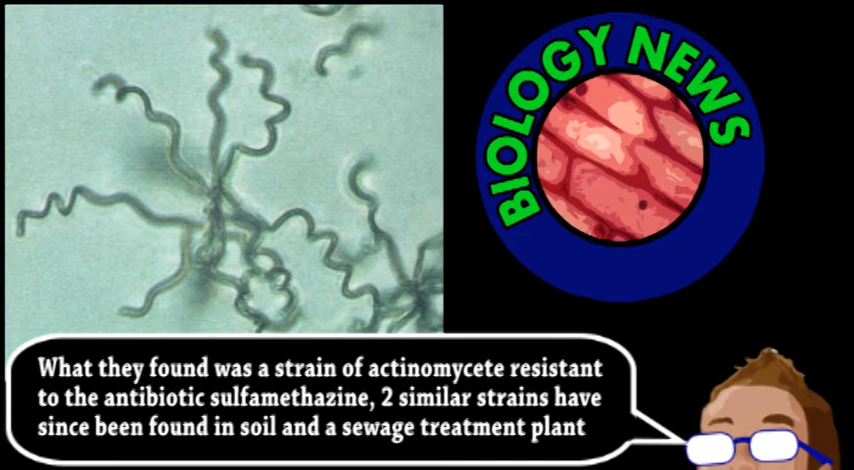 BIOLOGY NEWS
What they found was a strain of actinomycete resistant
to the antibiotic sulfamethazine, 2 similar strains have
since been found in soil and a sewage treatment plant